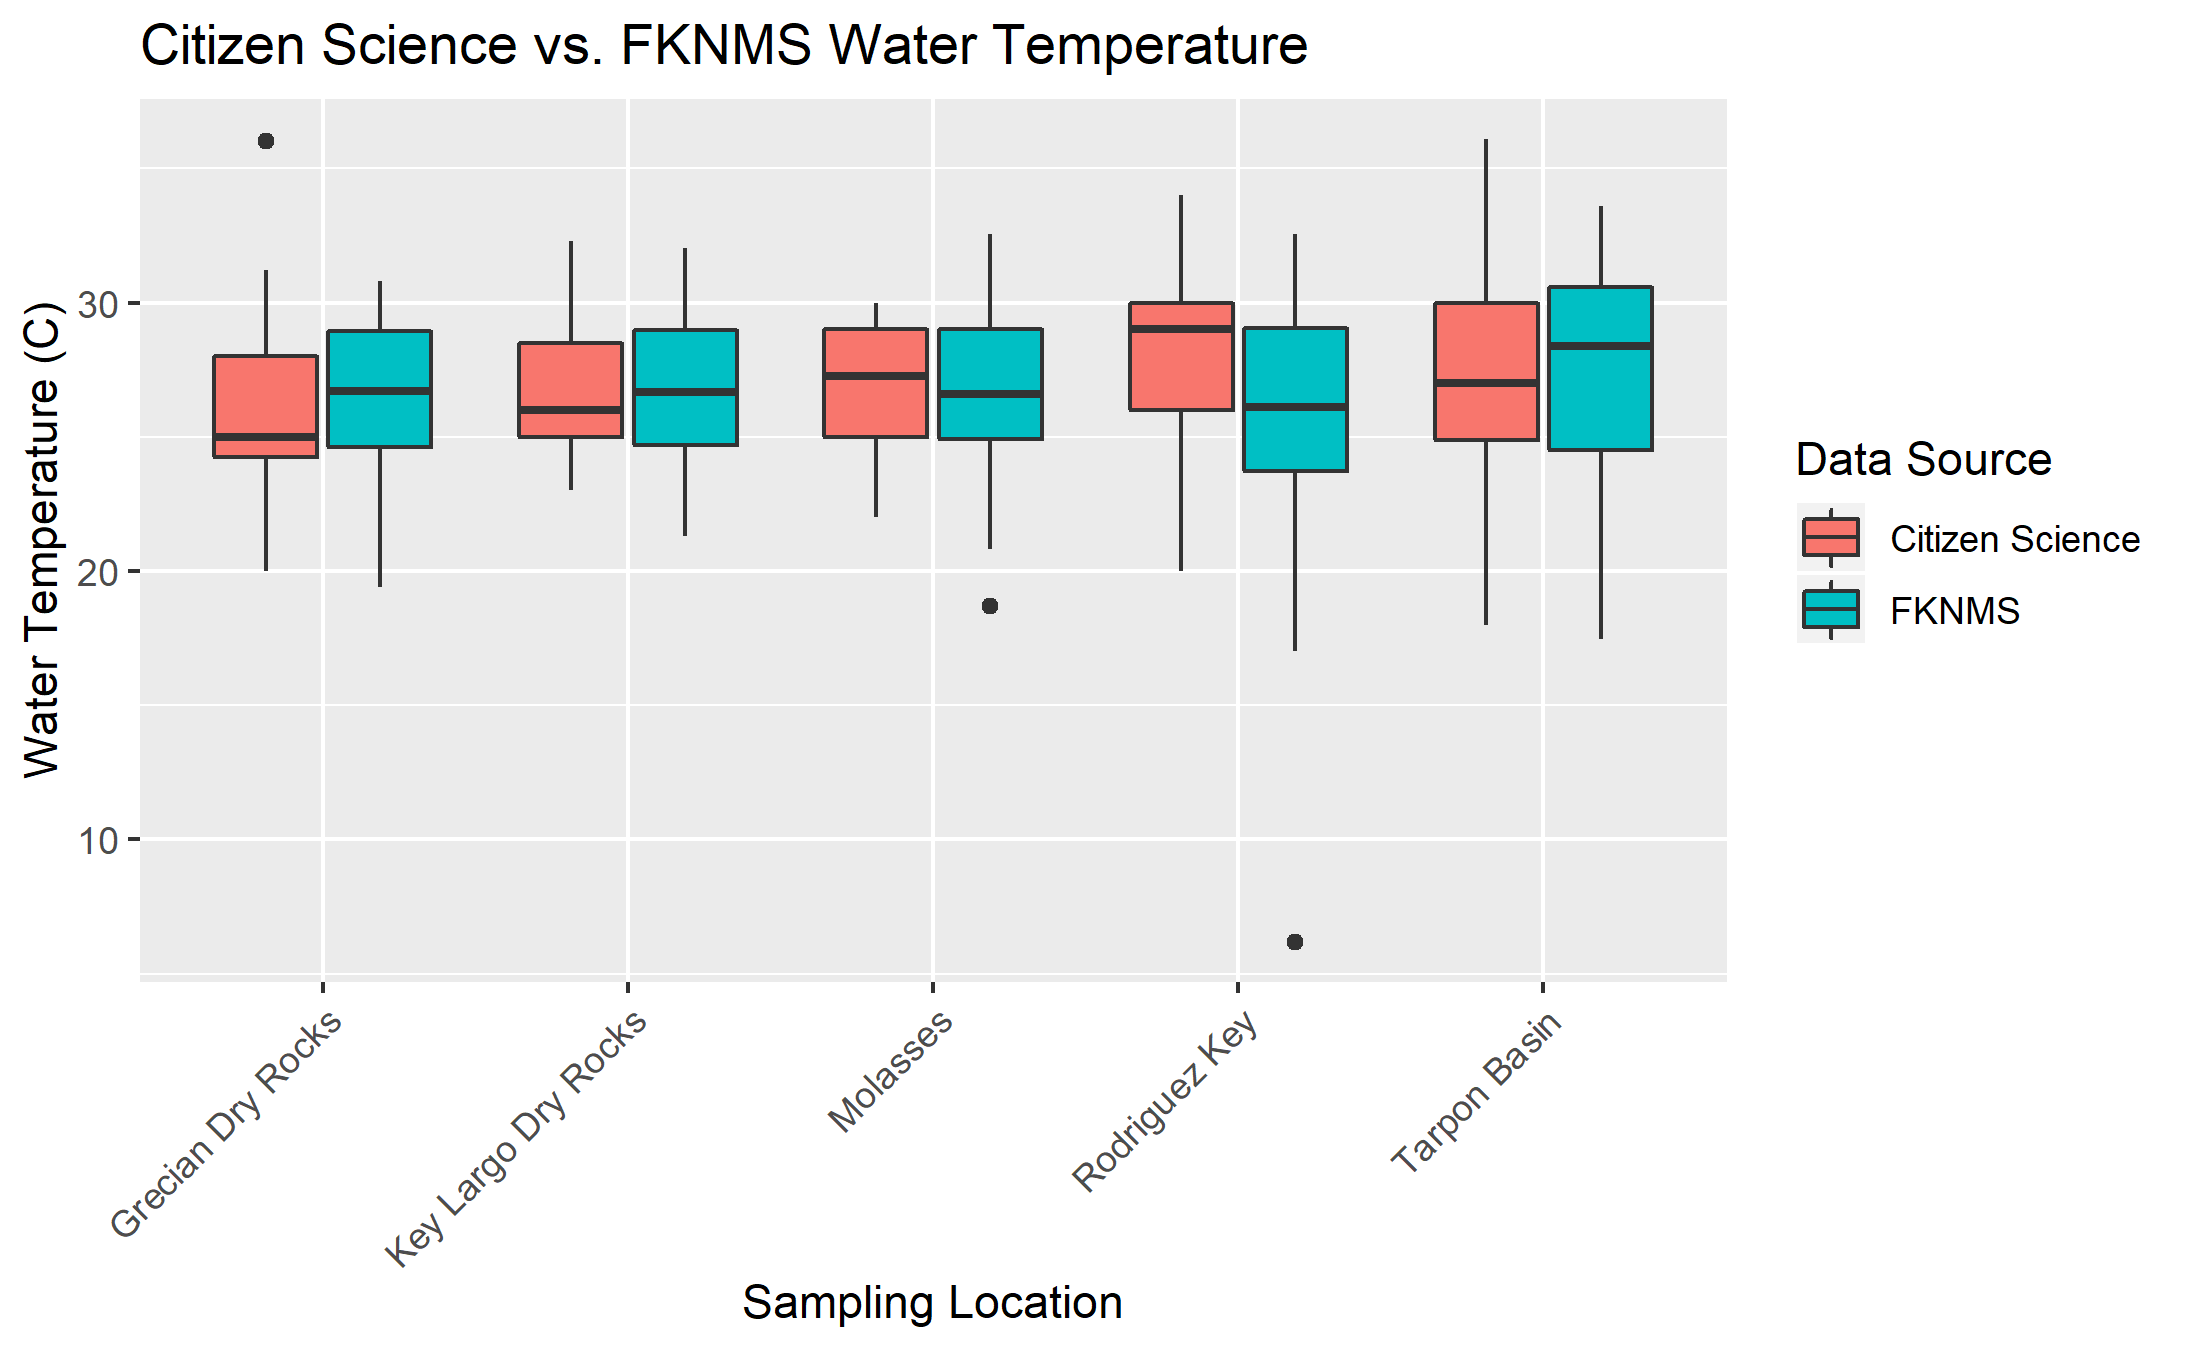 Citizen Science vs. FKNMS Water Temperature
Water Temperature (C)
30
20
10
Grecian Dry Rocks
Key Largo Dry Rocks
Molasses
Rodriguez Key
Tarpon Basin
Sampling Location
Data Source
Citizen Science
FKNMS